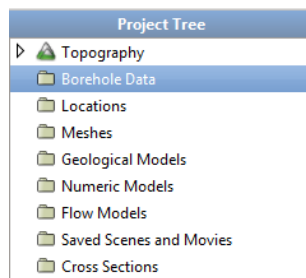 Project Tree
Topography
Borehole Data
Locations
Meshes
Geological Models
Numeric Models
Flow Models
Saved Scenes and Movies
Cross Sections